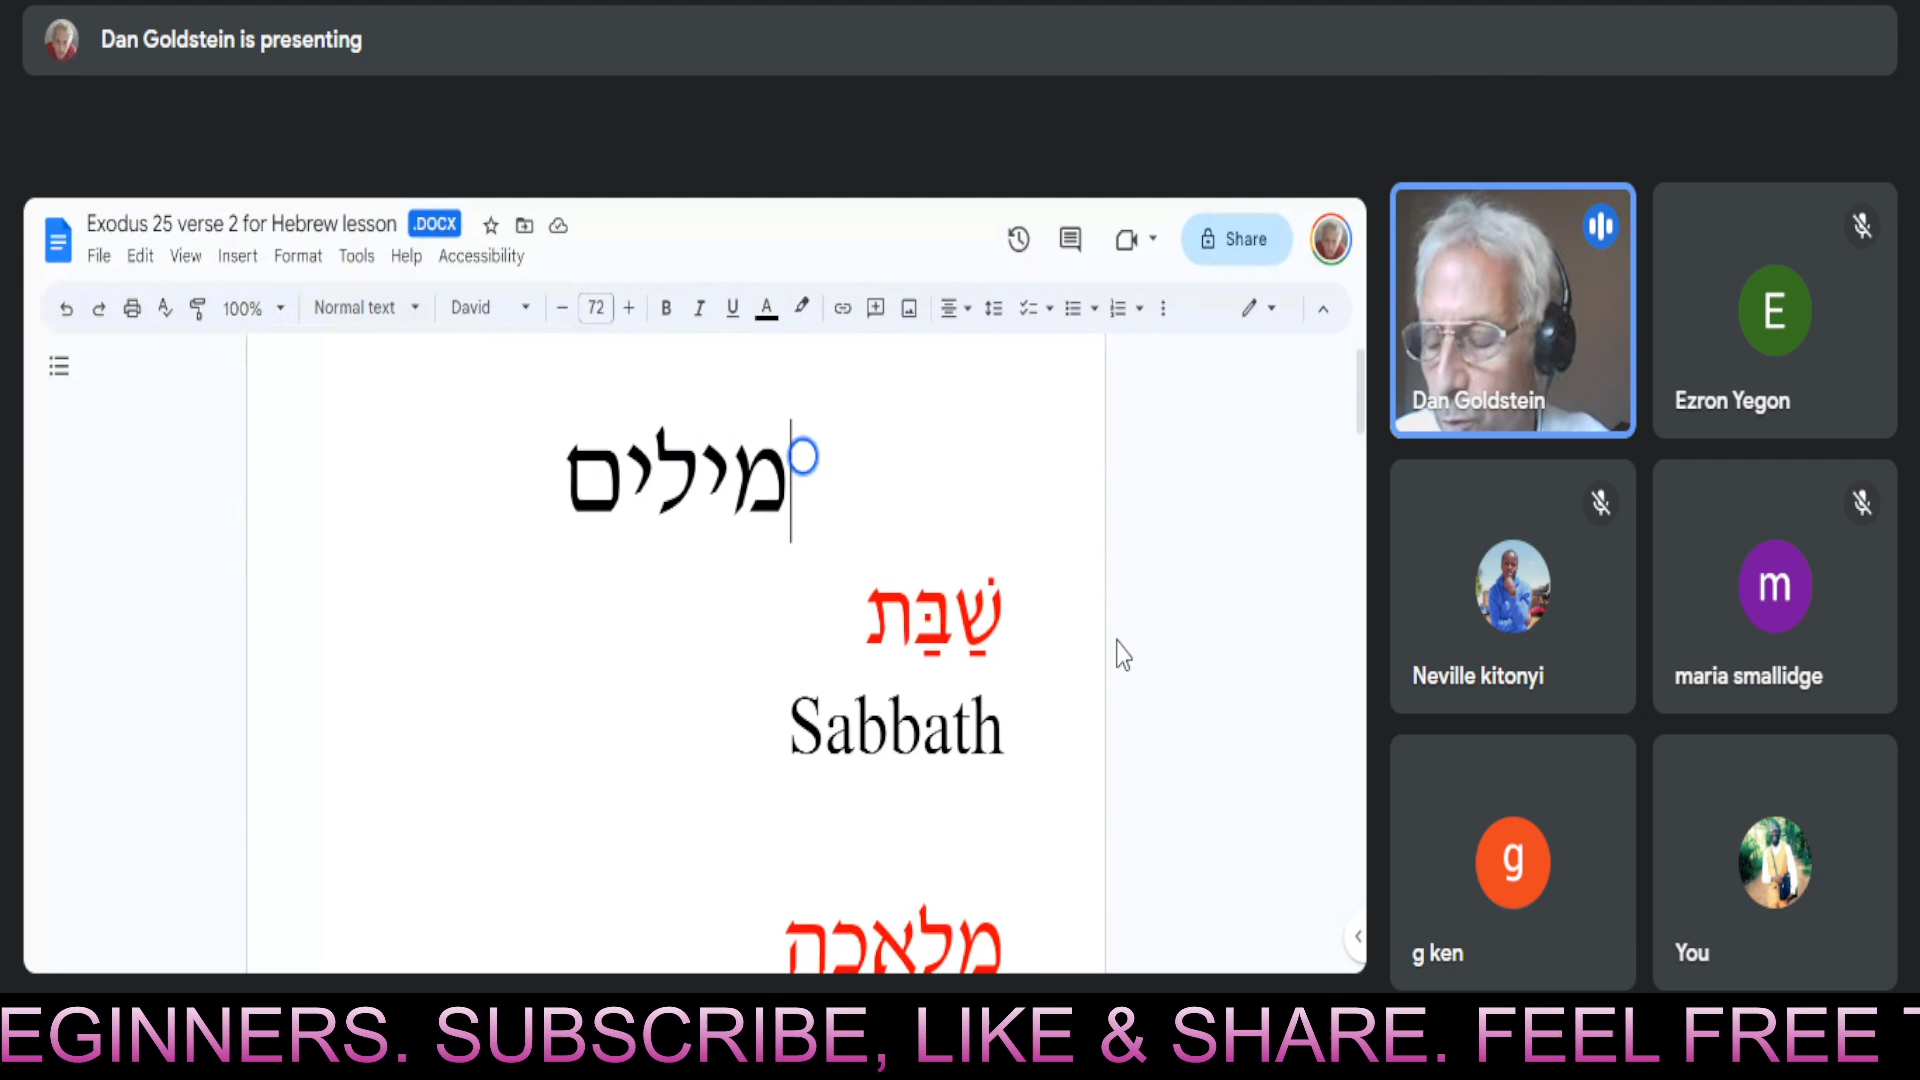 Dan Goldstein is presenting
Exodus 25 verse 2 for Hebrew lesson .DOCX
File Edit View Insert Format Tools Help Accessibility
Share
100% Normal text David 72 B I U A
מילים
שַׁבַּת
Sabbath
מלאכה
Dan Goldstein
E
Ezron Yegon
Neville kitonyi
m
maria smallidge
g
g ken
You
EGINNERS. SUBSCRIBE, LIKE & SHARE. FEEL FREE